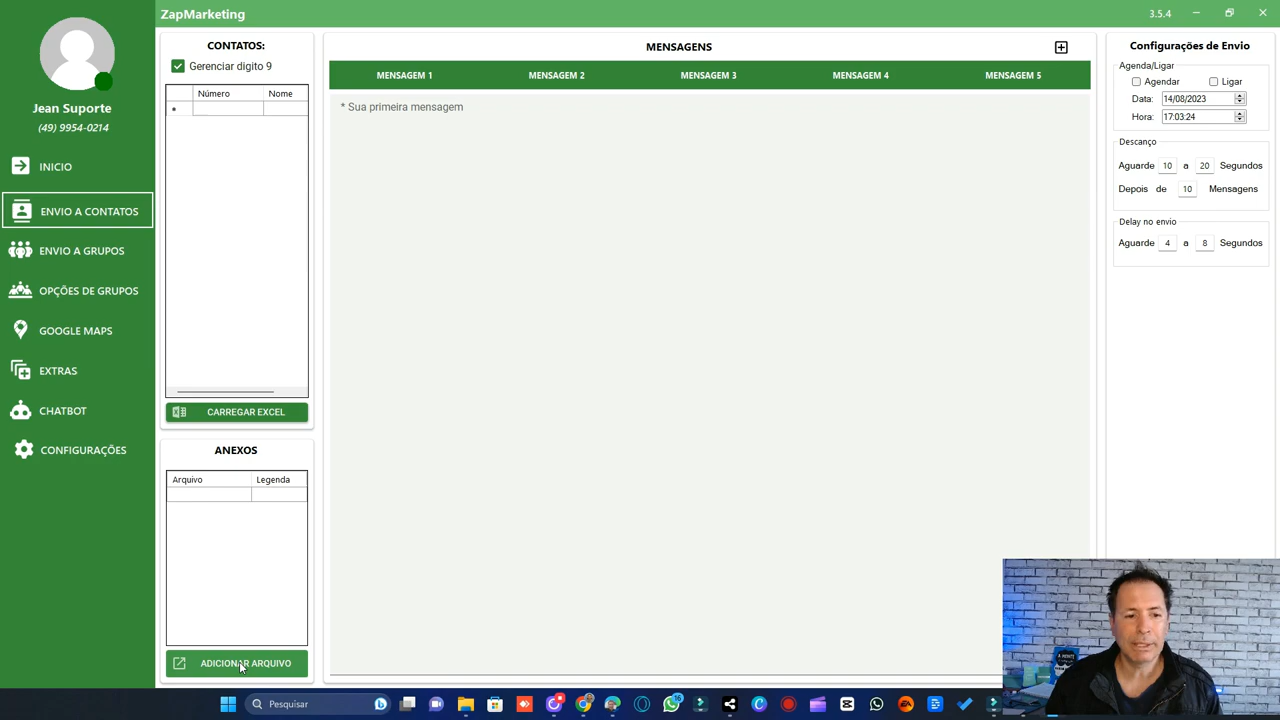 ZapMarketing
3.5.4
Jean Suporte
(49) 9954-0214
INICIO
ENVIO A CONTATOS
ENVIO A GRUPOS
OPÇÕES DE GRUPOS
GOOGLE MAPS
EXTRAS
CHATBOT
CONFIGURAÇÕES
CONTATOS:
Gerenciar digito 9
Número Nome
CARREGAR EXCEL
ANEXOS
Arquivo Legenda
ADICIONAR ARQUIVO
MENSAGENS
MENSAGEM 1 MENSAGEM 2 MENSAGEM 3 MENSAGEM 4 MENSAGEM 5
* Sua primeira mensagem
Configurações de Envio
Agenda/Ligar
Agendar Ligar
Data: 14/08/2023
Hora: 17:03:24
Descanço
Aguarde 10 a 20 Segundos
Depois de 10 Mensagens
Delay no envio
Aguarde 4 a 8 Segundos
Pesquisar
16